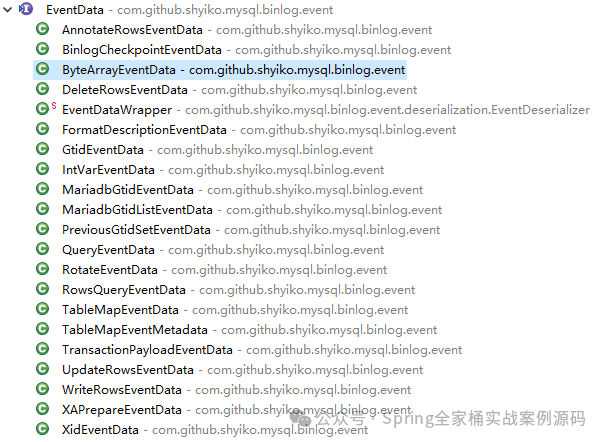 EventData - com.github.shyiko.mysql.binlog.event
AnnotateRowsEventData - com.github.shyiko.mysql.binlog.event
BinlogCheckpointEventData - com.github.shyiko.mysql.binlog.event
ByteArrayEventData - com.github.shyiko.mysql.binlog.event
DeleteRowsEventData - com.github.shyiko.mysql.binlog.event
EventDataWrapper - com.github.shyiko.mysql.binlog.event.deserialization.EventDeserializer
FormatDescriptionEventData - com.github.shyiko.mysql.binlog.event
GtidEventData - com.github.shyiko.mysql.binlog.event
IntVarEventData - com.github.shyiko.mysql.binlog.event
MariadbGtidEventData - com.github.shyiko.mysql.binlog.event
MariadbGtidListEventData - com.github.shyiko.mysql.binlog.event
PreviousGtidSetEventData - com.github.shyiko.mysql.binlog.event
QueryEventData - com.github.shyiko.mysql.binlog.event
RotateEventData - com.github.shyiko.mysql.binlog.event
RowsQueryEventData - com.github.shyiko.mysql.binlog.event
TableMapEventData - com.github.shyiko.mysql.binlog.event
TableMapEventMetadata - com.github.shyiko.mysql.binlog.event
TransactionPayloadEventData - com.github.shyiko.mysql.binlog.event
UpdateRowsEventData - com.github.shyiko.mysql.binlog.event
WriteRowsEventData - com.github.shyiko.mysql.binlog.event
XAPrepareEventData - com.github.shyiko.mysql.binlog.event
XidEventData - com.github.shyiko.mysql.binlog.event
公众号 · Spring全家桶实战案例源码